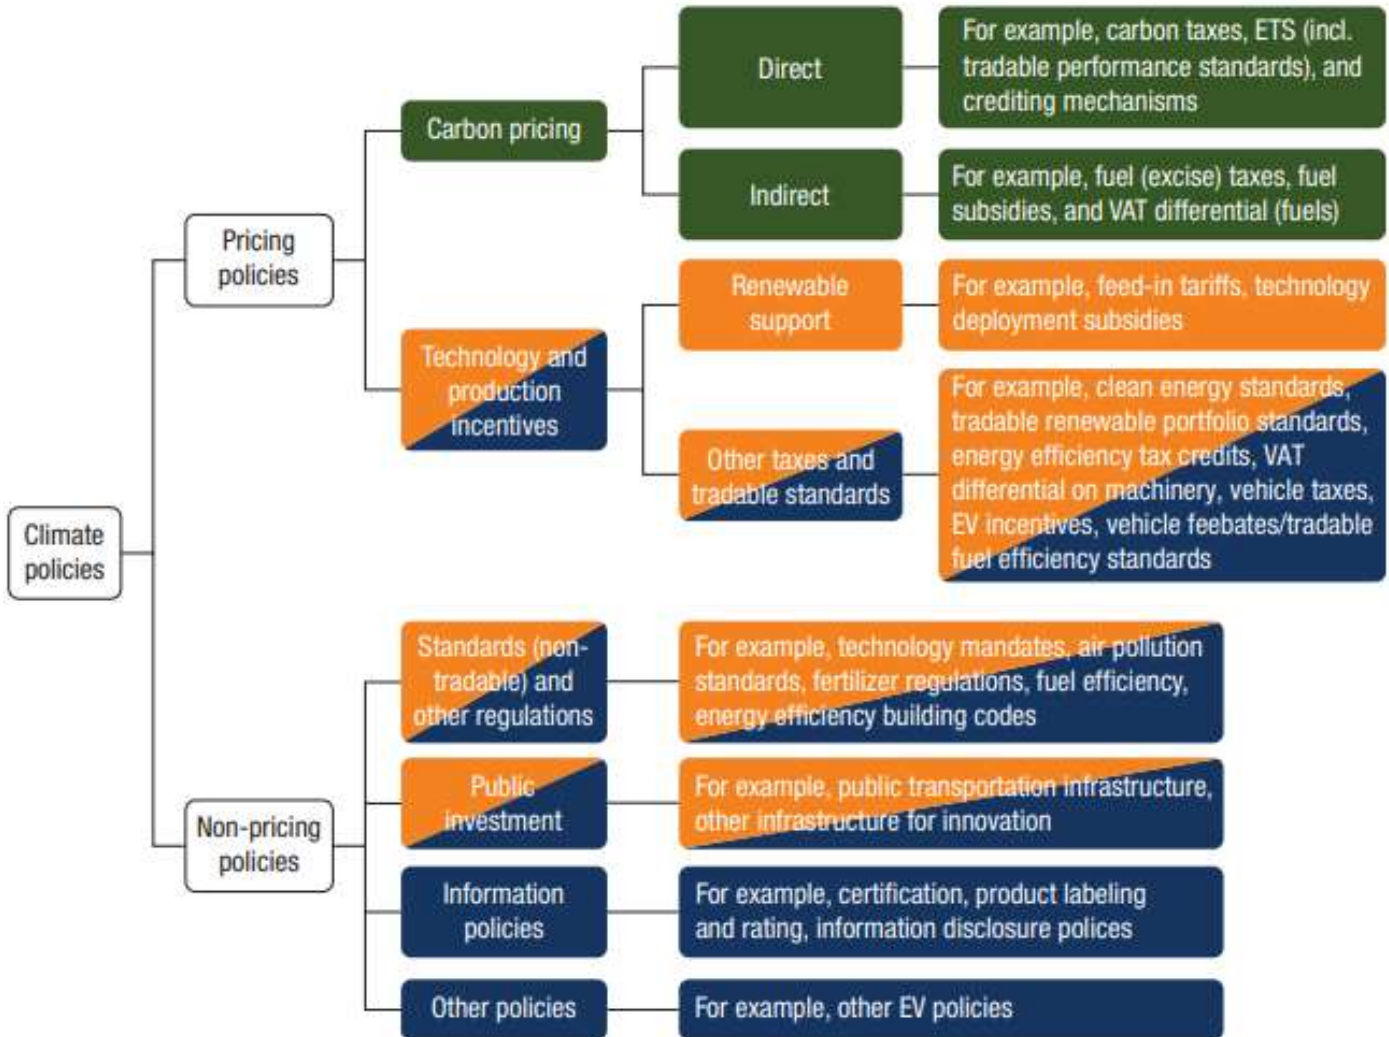 Climate
policies
Pricing
policies
Carbon pricing
Direct
For example, carbon taxes, ETS (incl.
tradable performance standards), and
crediting mechanisms
Indirect
For example, fuel (excise) taxes, fuel
subsidies, and VAT differential (fuels)
Technology and
production
incentives
Renewable
support
For example, feed-in tariffs, technology
deployment subsidies
Other taxes and
tradable standards
For example, clean energy standards,
tradable renewable portfolio standards,
energy efficiency tax credits, VAT
differential on machinery, vehicle taxes,
EV incentives, vehicle feebates/tradable
fuel efficiency standards
Non-pricing
policies
Standards (non-
tradable) and
other regulations
For example, technology mandates, air pollution
standards, fertilizer regulations, fuel efficiency,
energy efficiency building codes
Public
investment
For example, public transportation infrastructure,
other infrastructure for innovation
Information
policies
For example, certification, product labeling
and rating, information disclosure polices
Other policies
For example, other EV policies